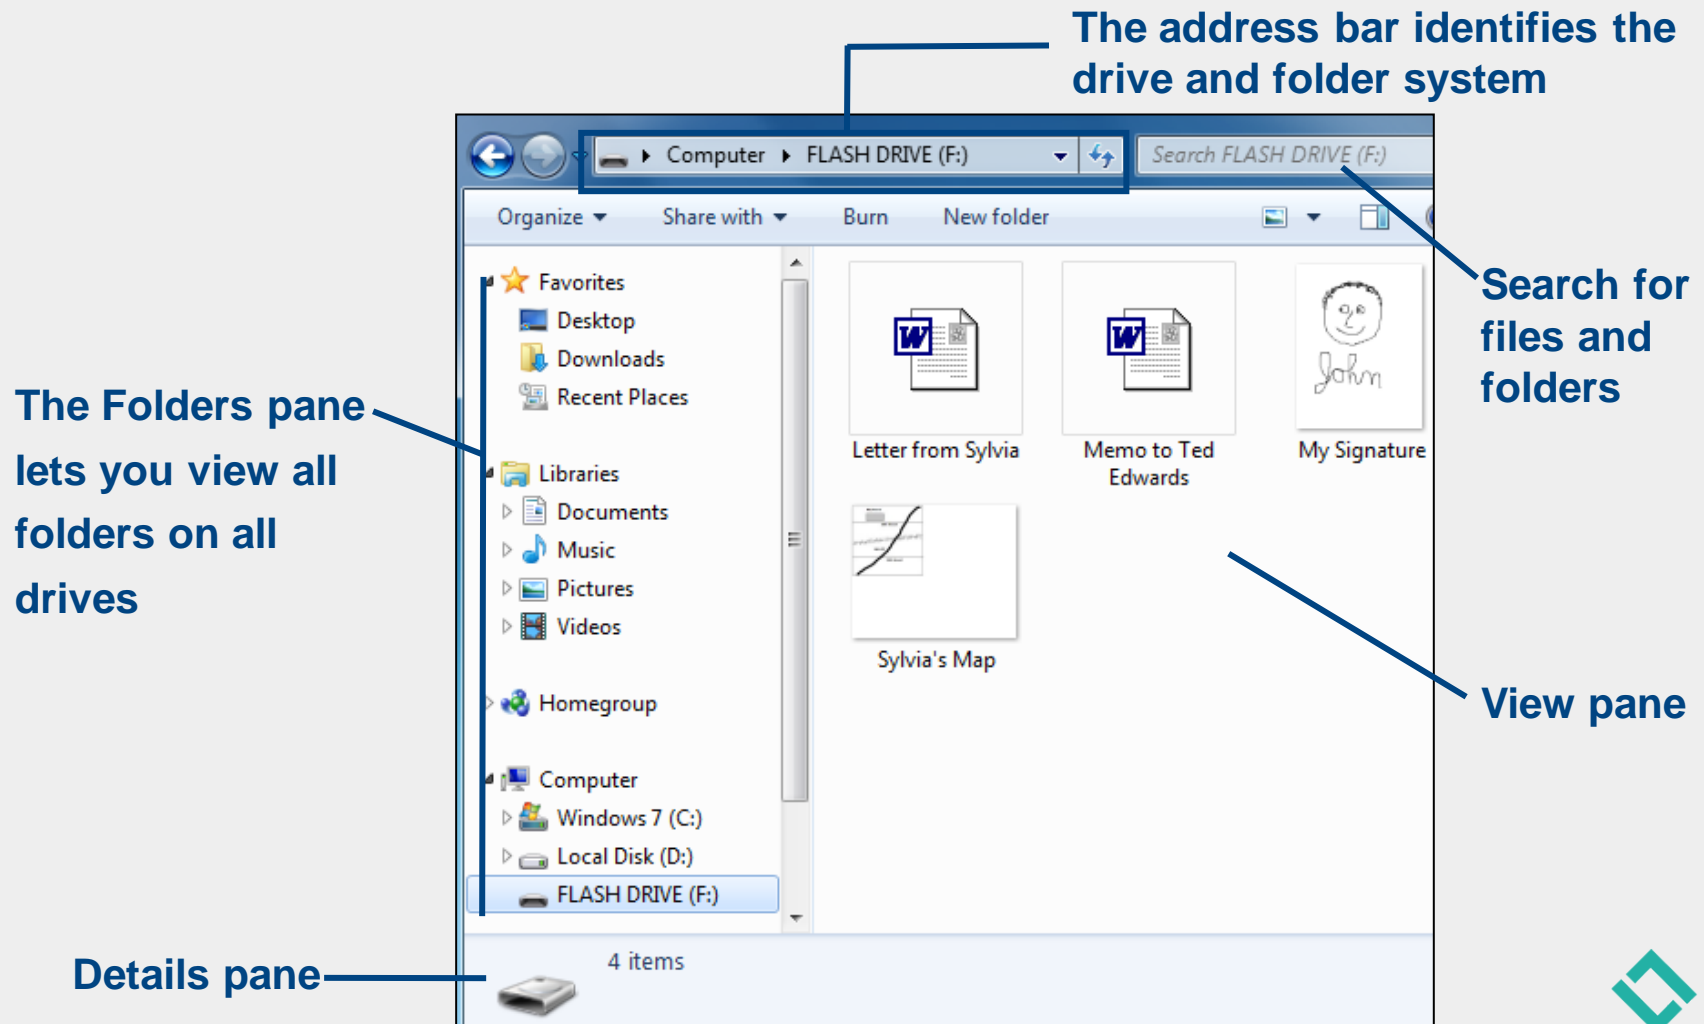 The address bar identifies the
drive and folder system
Computer
FLASH DRIVE (F:)
Search FLASH DRIVE (F:)
Organize
Share with
Burn
New folder
Favorites
Desktop
Downloads
Recent Places
Libraries
Documents
Music
Pictures
Videos
Homegroup
Computer
Windows 7 (C:)
Local Disk (D:)
FLASH DRIVE (F:)
The Folders pane
lets you view all
folders on all
drives
W
W
John
Letter from Sylvia
Memo to Ted
Edwards
My Signature
Sylvia's Map
Search for
files and
folders
View pane
Details pane
4 items